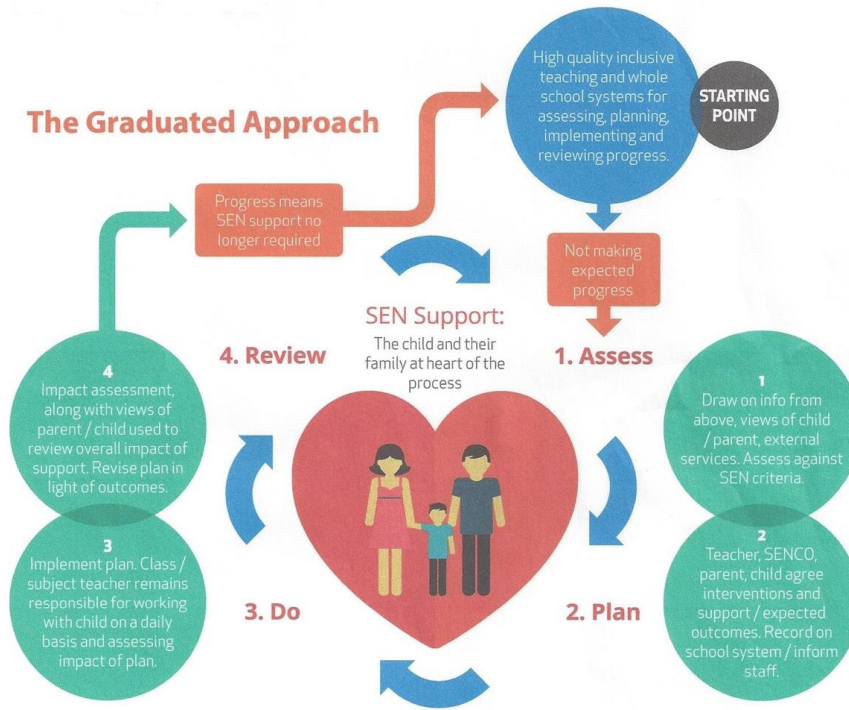 The Graduated Approach
High quality inclusive
teaching and whole
school systems for
assessing, planning,
implementing and
reviewing progress.
STARTING
POINT
Progress means
SEN support no
longer required
Not making
expected
progress
SEN Support:
The child and their
family at heart of the
process
4. Review
1. Assess
4
Impact assessment,
along with views of
parent / child used to
review overall impact of
support. Revise plan in
light of outcomes.
1
Draw on info from
above, views of child
/ parent, external
services. Assess against
SEN criteria.
3
Implement plan. Class /
subject teacher remains
responsible for working
with child on a daily
basis and assessing
impact of plan.
3. Do
2. Plan
2
Teacher, SENCO,
parent, child agree
interventions and
support / expected
outcomes. Record on
school system / inform
staff.